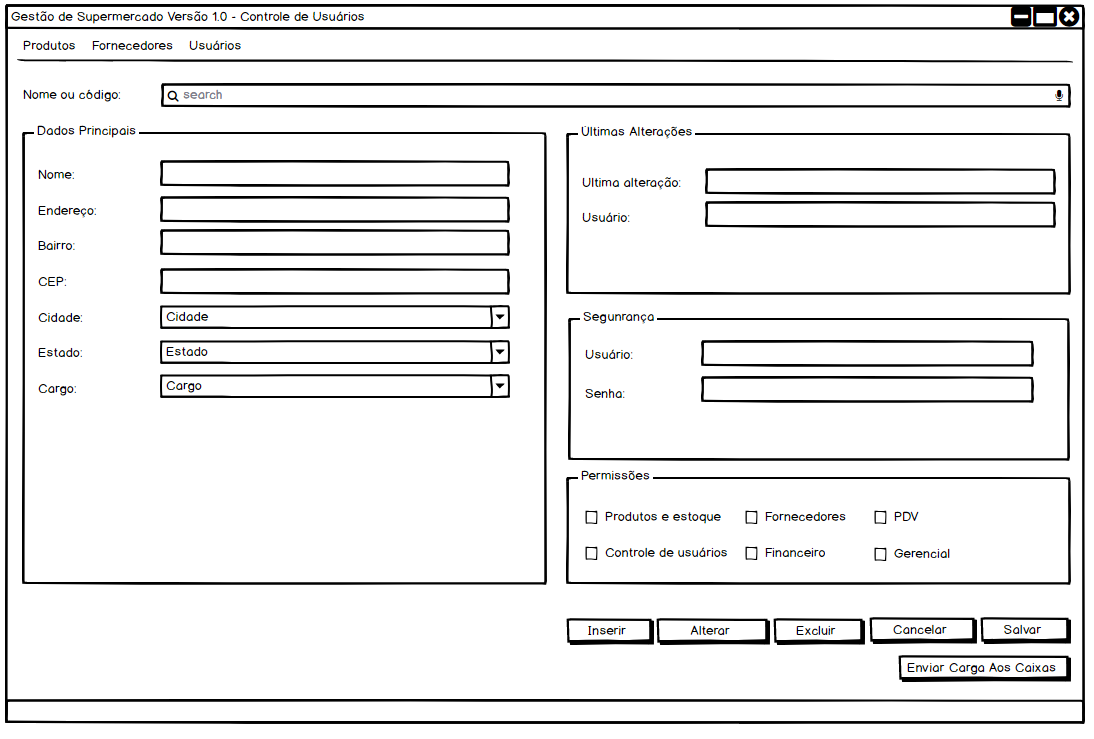 Gestão de Supermercado Versão 1.0 - Controle de Usuários
Produtos Fornecedores Usuários
Nome ou código: search
Dados Principais
Nome:
Endereço:
Bairro:
CEP:
Cidade: Cidade
Estado: Estado
Cargo: Cargo
Últimas Alterações
Ultima alteração:
Usuário:
Segunrança
Usuário:
Senha:
Permissões
Produtos e estoque Fornecedores PDV
Controle de usuários Financeiro Gerencial
Inserir Alterar Excluir Cancelar Salvar
Enviar Carga Aos Caixas